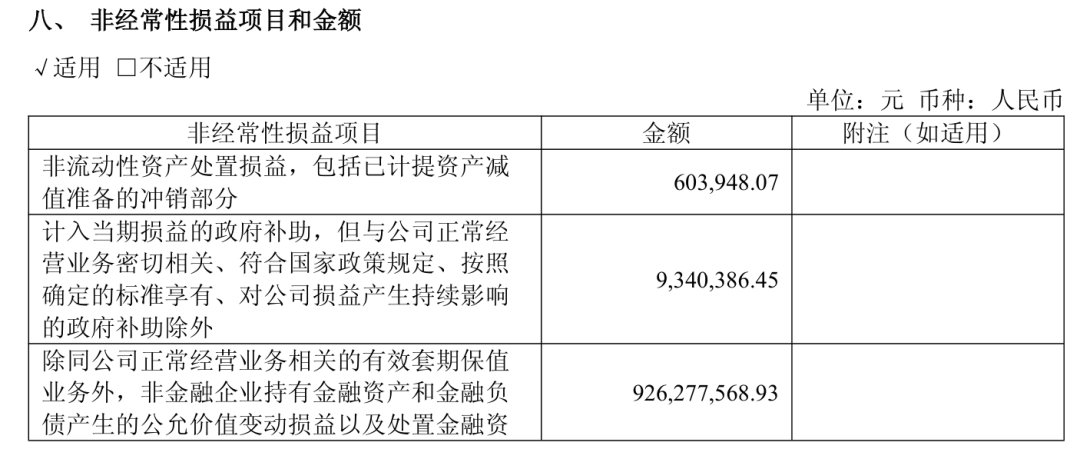 八、 非经常性损益项目和金额
√适用 □不适用
单位：元 币种：人民币
非经常性损益项目 金额 附注（如适用）
非流动性资产处置损益，包括已计提资产减
值准备的冲销部分
603,948.07
计入当期损益的政府补助，但与公司正常经
营业务密切相关、符合国家政策规定、按照
确定的标准享有、对公司损益产生持续影响
的政府补助除外
9,340,386.45
除同公司正常经营业务相关的有效套期保值
业务外，非金融企业持有金融资产和金融负
债产生的公允价值变动损益以及处置金融资
926,277,568.93